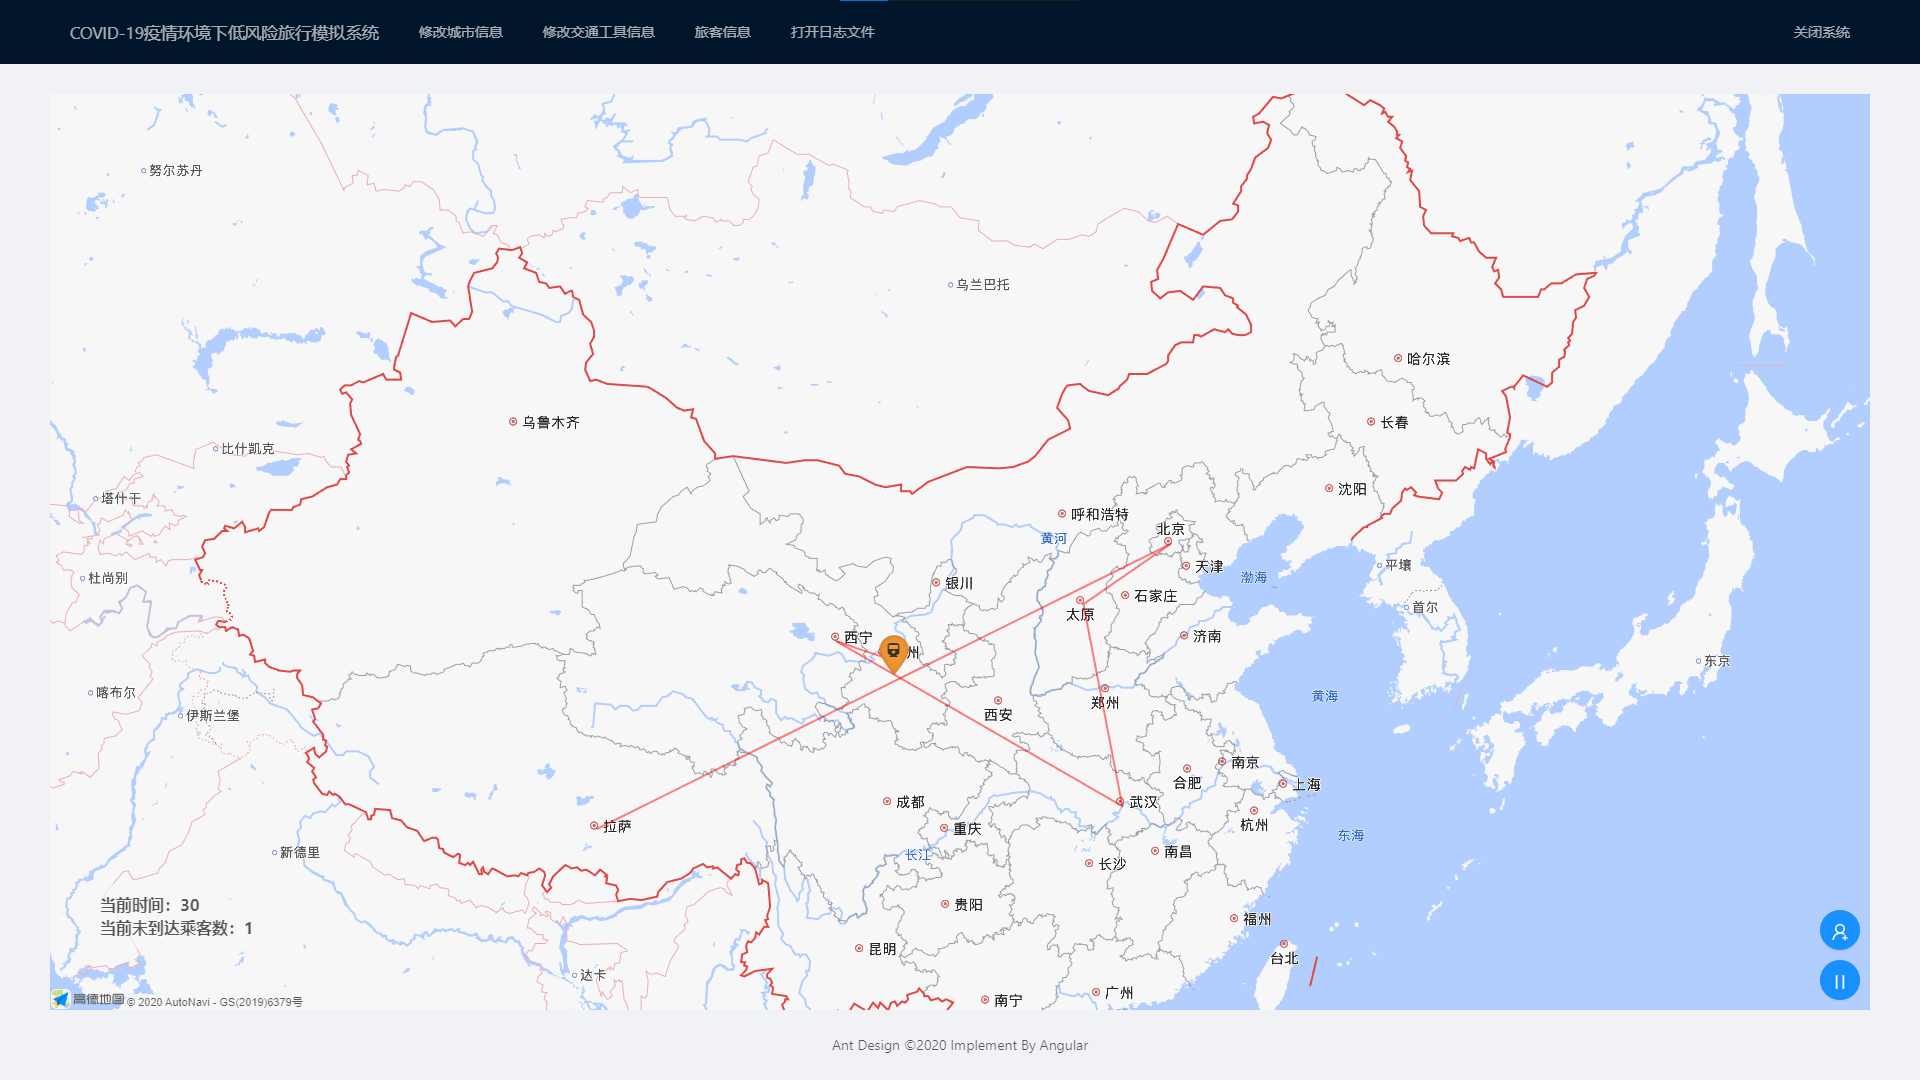 COVID-19疫情环境下低风险旅行模拟系统
修改城市信息
修改交通工具信息
旅客信息
打开日志文件
关闭系统
努尔苏丹
乌兰巴托
哈尔滨
乌鲁木齐
长春
比什凯克
沈阳
塔什干
呼和浩特
北京
黄河
平壤
天津
杜尚别
渤海
银川
石家庄
首尔
太原
西宁
济南
州
东京
喀布尔
黄海
郑州
伊斯兰堡
西安
南京
合肥
上海
成都
武汉
拉萨
杭州
重庆
东海
新德里
南昌
长江
长沙
当前时间：30
贵阳
福州
当前未到达乘客数：1
昆明
台北
达卡
广州
高德地图 © 2020 AutoNavi - GS(2019)6379号
南宁
Ant Design ©2020 Implement By Angular